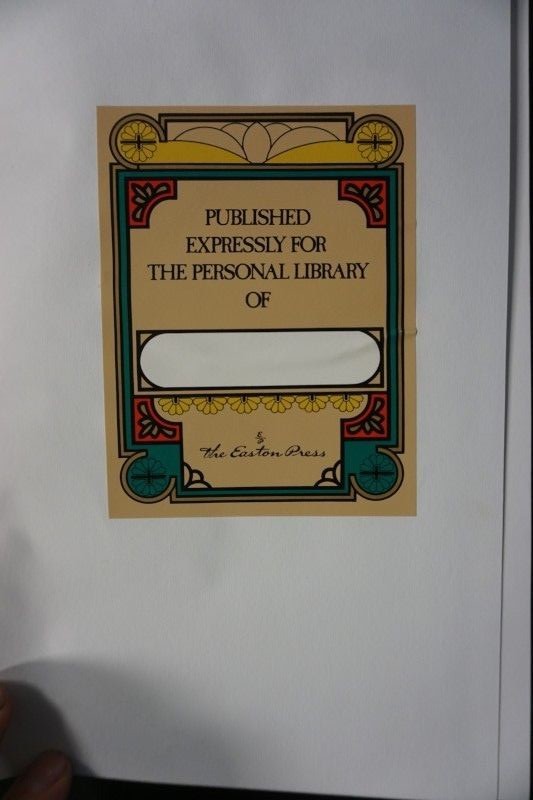 PUBLISHED
EXPRESSLY FOR
THE PERSONAL LIBRARY
OF
The Easton Press